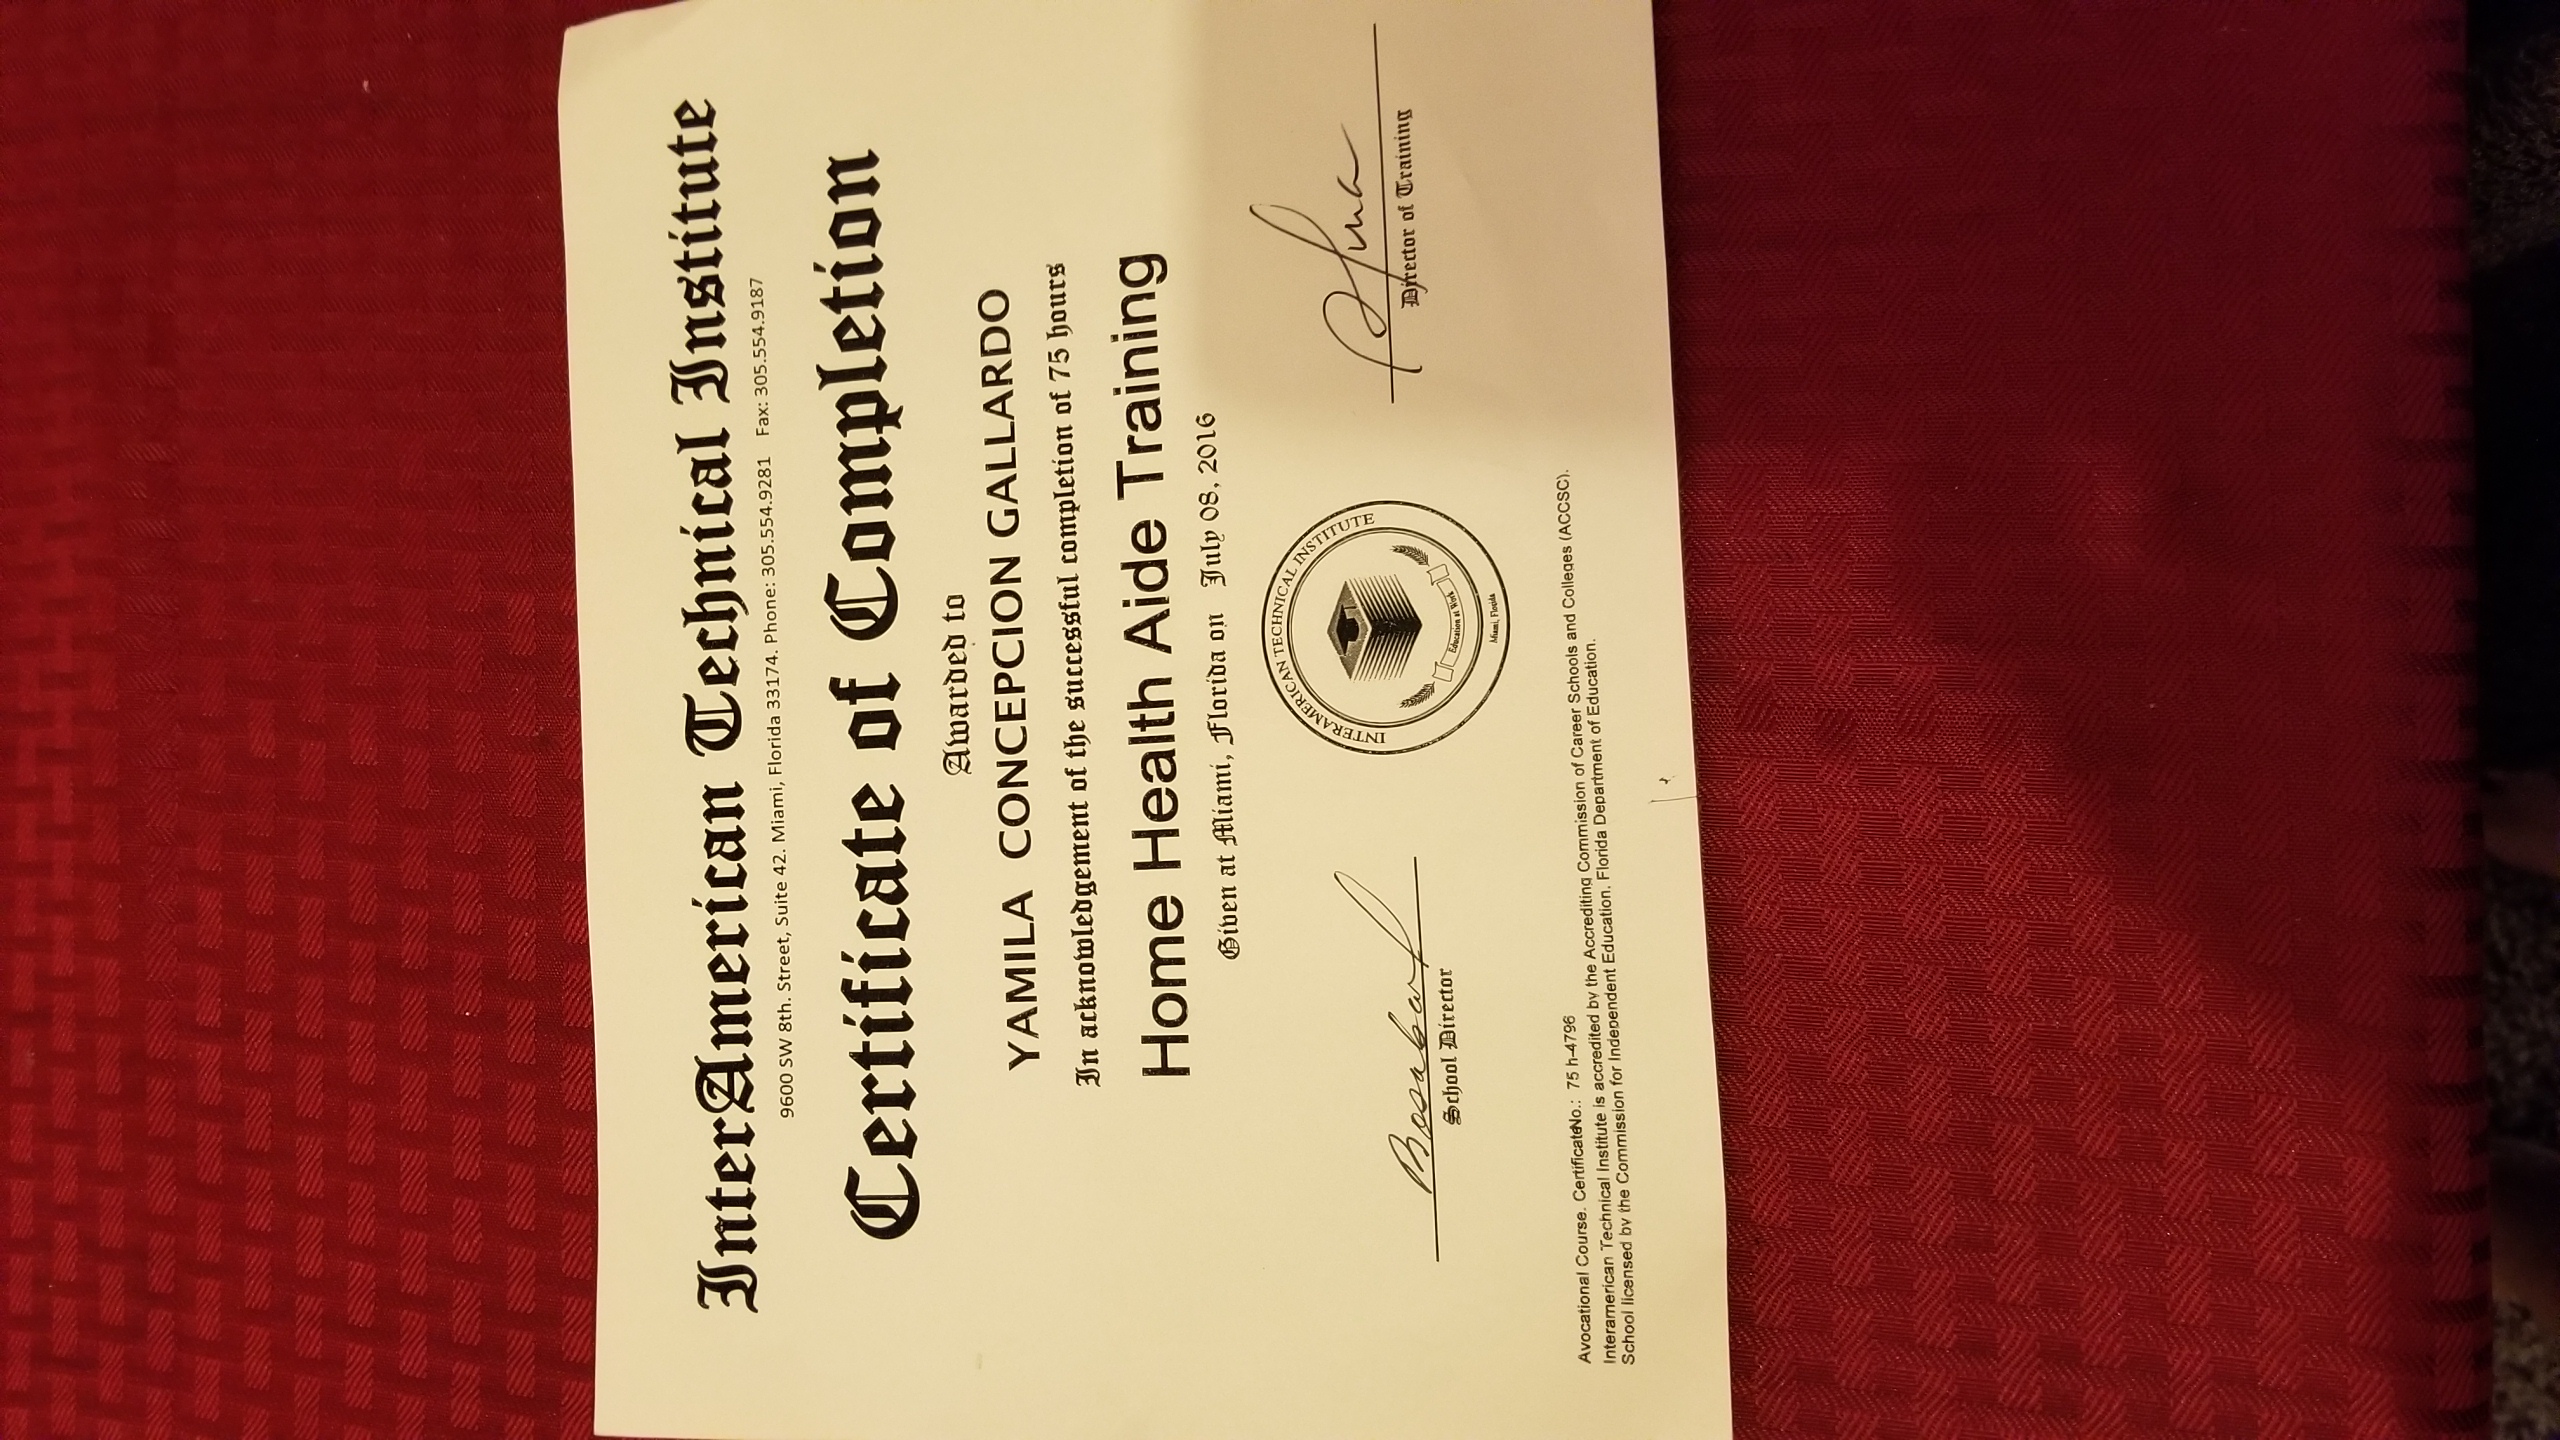 InterAmerican Technical Institute
9600 SW 8th. Street, Suite 42. Miami, Florida 33174. Phone: 305.554.9281 Fax: 305.554.9187
Certificate of Completion
Awarded to
YAMILA CONCEPCION GALLARDO
In acknowledgement of the successful completion of 75 hours
Home Health Aide Training
Given at Miami, Florida on July 08, 2016
School Director
INTERAMERICAN TECHNICAL INSTITUTE
Education at Work
Miami, Florida
Director of Training
Avocational Course. CertificateNo.: 75 h-4796
Interamerican Technical Institute is accredited by the Accrediting Commission of Career Schools and Colleges (ACCSC).
School licensed by the Commission for Independent Education. Florida Department of Education.